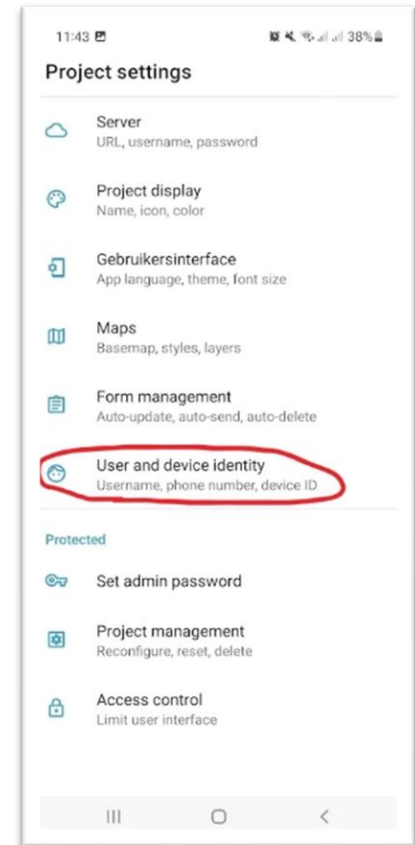 11:43 38%
Project settings
Server
URL, username, password
Project display
Name, icon, color
Gebruikersinterface
App language, theme, font size
Maps
Basemap, styles, layers
Form management
Auto-update, auto-send, auto-delete
User and device identity
Username, phone number, device ID
Protected
Set admin password
Project management
Reconfigure, reset, delete
Access control
Limit user interface